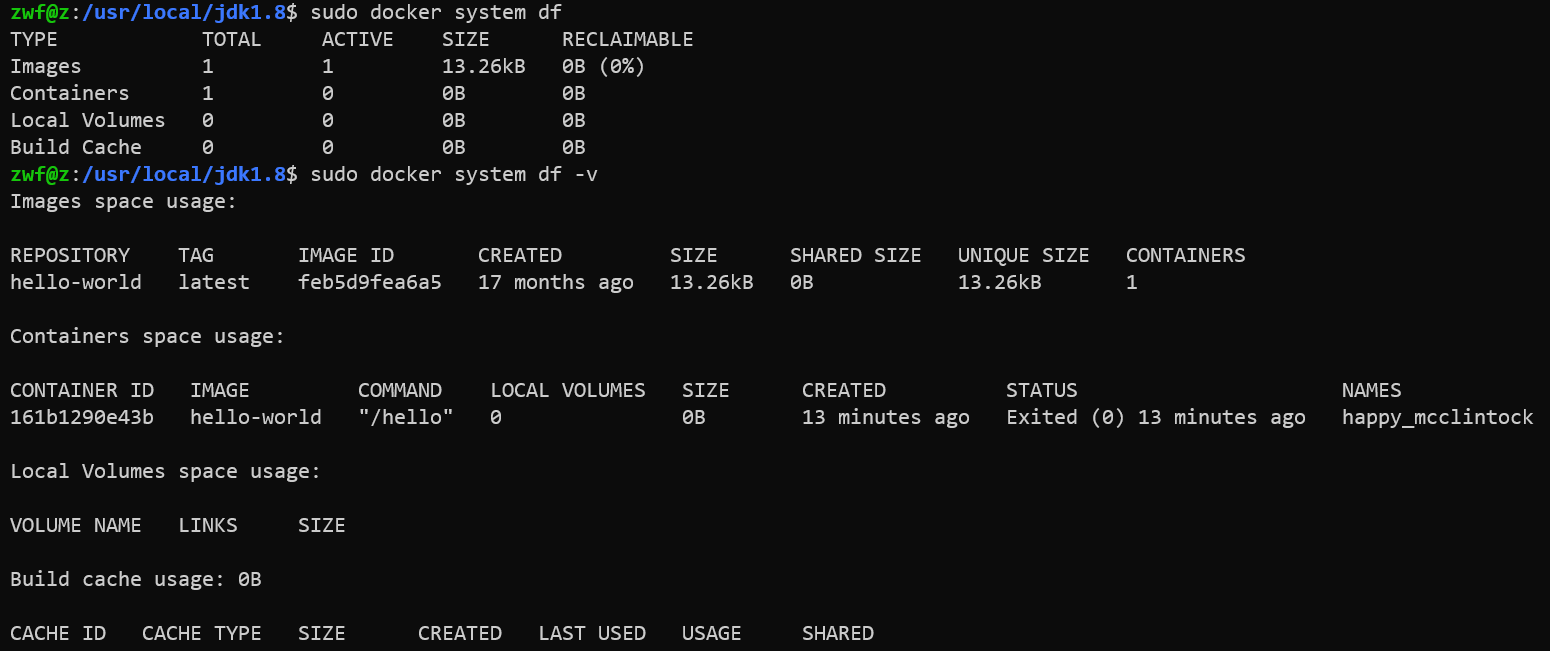 zwf@z:/usr/local/jdk1.8$ sudo docker system df
TYPE            TOTAL     ACTIVE    SIZE      RECLAIMABLE
Images          1         1         13.26kB   0B (0%)
Containers      1         0         0B        0B
Local Volumes   0         0         0B        0B
Build Cache     0         0         0B        0B
zwf@z:/usr/local/jdk1.8$ sudo docker system df -v
Images space usage:

REPOSITORY    TAG       IMAGE ID       CREATED         SIZE      SHARED SIZE   UNIQUE SIZE   CONTAINERS
hello-world   latest    feb5d9fea6a5   17 months ago   13.26kB   0B            13.26kB       1

Containers space usage:

CONTAINER ID   IMAGE         COMMAND    LOCAL VOLUMES   SIZE      CREATED          STATUS                      NAMES
161b1290e43b   hello-world   "/hello"   0               0B        13 minutes ago   Exited (0) 13 minutes ago   happy_mcclintock

Local Volumes space usage:

VOLUME NAME   LINKS     SIZE

Build cache usage: 0B

CACHE ID   CACHE TYPE   SIZE      CREATED   LAST USED   USAGE     SHARED